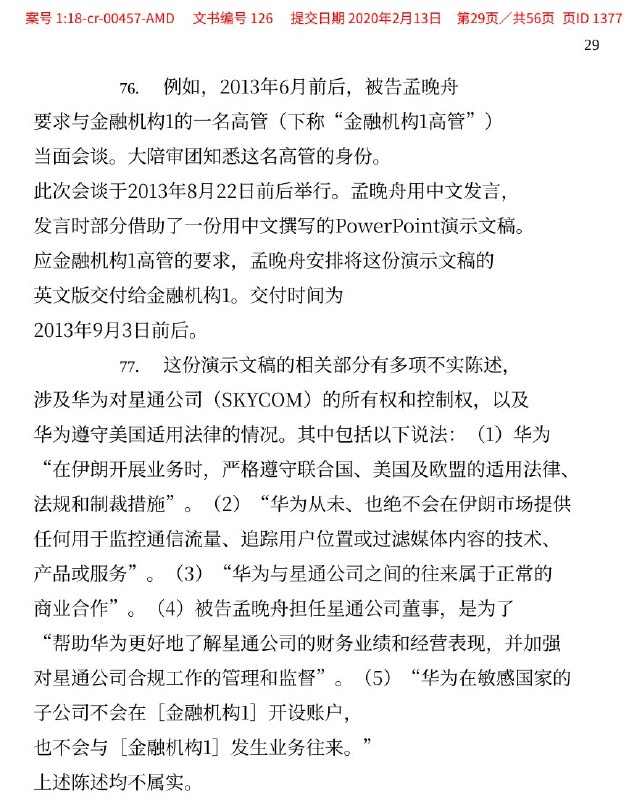 案号 1:18-cr-00457-AMD 文书编号 126 提交日期 2020年2月13日 第29页／共56页 页ID 1377
29
76. 例如，2013年6月前后，被告孟晚舟
要求与金融机构1的一名高管（下称“金融机构1高管”）
当面会谈。大陪审团知悉这名高管的身份。
此次会谈于2013年8月22日前后举行。孟晚舟用中文发言，
发言时部分借助了一份用中文撰写的PowerPoint演示文稿。
应金融机构1高管的要求，孟晚舟安排将这份演示文稿的
英文版交付给金融机构1。交付时间为
2013年9月3日前后。
77. 这份演示文稿的相关部分有多项不实陈述，
涉及华为对星通公司（SKYCOM）的所有权和控制权，以及
华为遵守美国适用法律的情况。其中包括以下说法：（1）华为
“在伊朗开展业务时，严格遵守联合国、美国及欧盟的适用法律、
法规和制裁措施”。（2）“华为从未、也绝不会在伊朗市场提供
任何用于监控通信流量、追踪用户位置或过滤媒体内容的技术、
产品或服务”。（3）“华为与星通公司之间的往来属于正常的
商业合作”。（4）被告孟晚舟担任星通公司董事，是为了
“帮助华为更好地了解星通公司的财务业绩和经营表现，并加强
对星通公司合规工作的管理和监督”。（5）“华为在敏感国家的
子公司不会在［金融机构1］开设账户，
也不会与［金融机构1］发生业务往来。”
上述陈述均不属实。